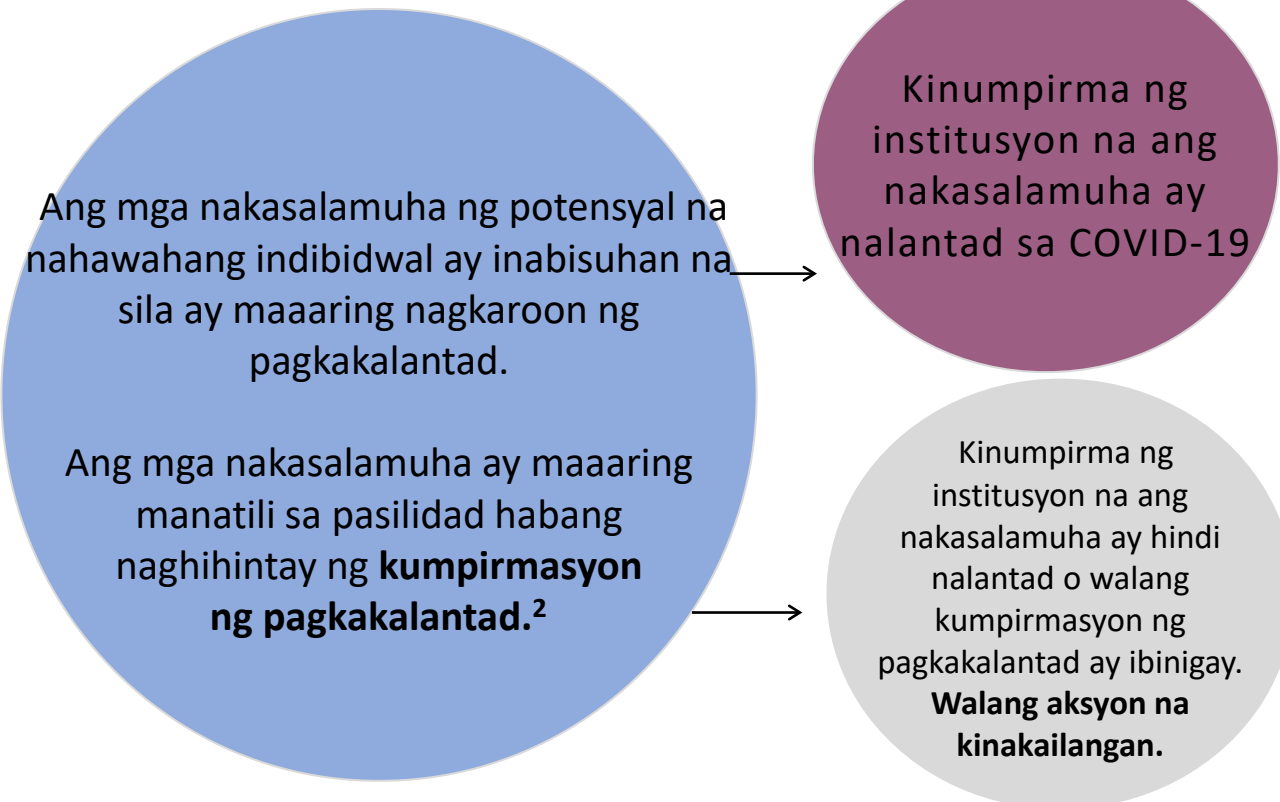 Ang mga nakasalamuha ng potensyal na
nahawahang indibidwal ay inabisuhan na
sila ay maaaring nagkaroon ng
pagkakalantad.
Ang mga nakasalamuha ay maaaring
manatili sa pasilidad habang
naghihintay ng kumpirmasyon
ng pagkakalantad.²
Kinumpirma ng
institusyon na ang
nakasalamuha ay
nalantad sa COVID-19
Kinumpirma ng
institusyon na ang
nakasalamuha ay hindi
nalantad o walang
kumpirmasyon ng
pagkakalantad ay ibinigay.
Walang aksyon na
kinakailangan.